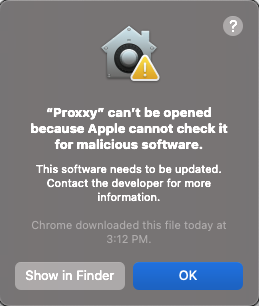 ?
“Proxxy” can’t be opened
because Apple cannot check it
for malicious software.
This software needs to be updated.
Contact the developer for more
information.
Chrome downloaded this file today at
3:12 PM.
Show in Finder
OK